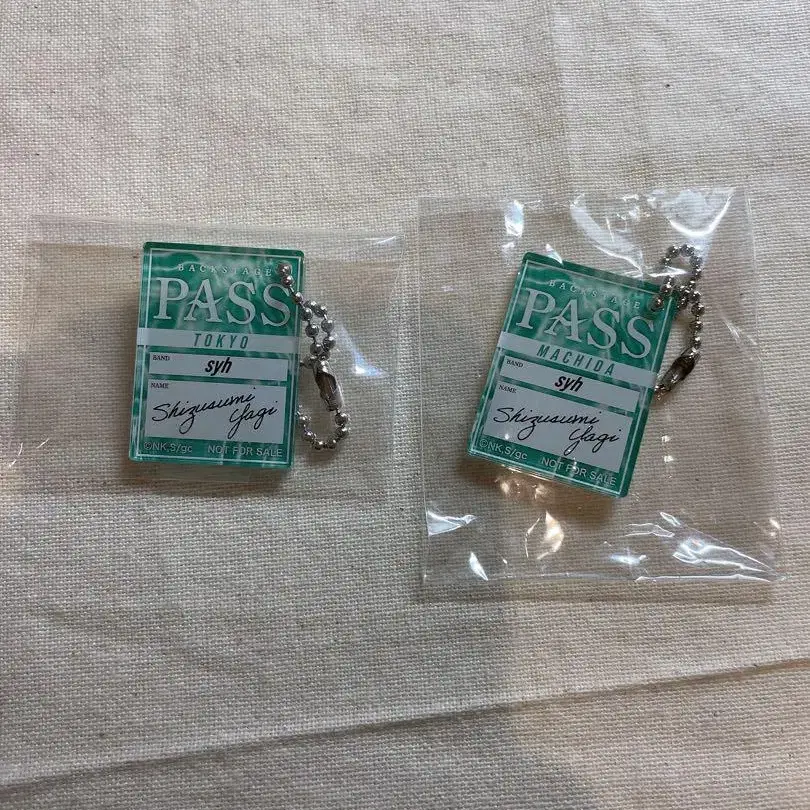 BACKSTAGE
PASS
TOKYO
BAND
syh
NAME
Shizusumi
Yagi
©NK,S/gc NOT FOR SALE
BACKSTAGE
PASS
MACHIDA
BAND
syh
NAME
Shizusumi
Yagi
©NK,S/gc NOT FOR SALE